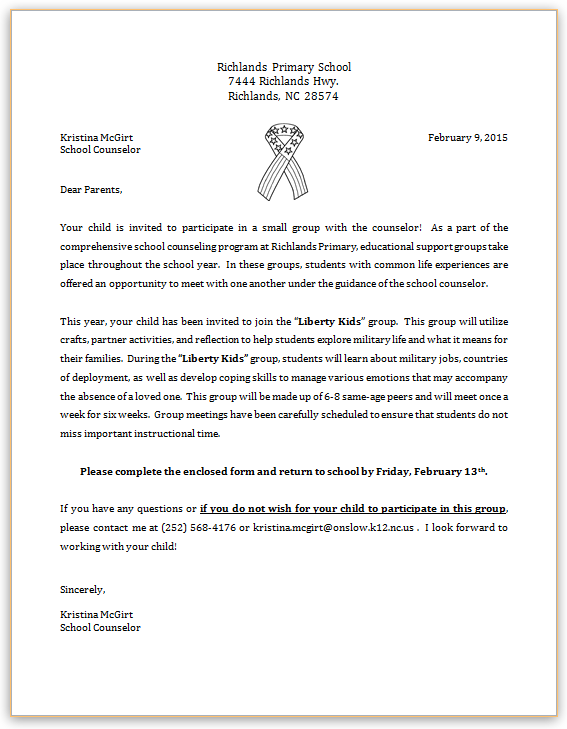 Richlands Primary School
7444 Richlands Hwy.
Richlands, NC 28574
Kristina McGirt
February 9, 2015
School Counselor
Dear Parents,
Your child is invited to participate in a small group with the counselor! As a part of the
comprehensive school counseling program at Richlands Primary, educational support groups take
place throughout the school year. In these groups, students with common life experiences are
offered an opportunity to meet with one another under the guidance of the school counselor.
This year, your child has been invited to join the "Liberty Kids" group. This group will utilize
crafts, partner activities, and reflection to help students explore military life and what it means for
their families. During the "Liberty Kids" group, students will learn about military jobs, countries
of deployment, as well as develop coping skills to manage various emotions that may accompany
the absence of a loved one. This group will be made up of 6-8 same-age peers and will meet once a
week for six weeks. Group meetings have been carefully scheduled to ensure that students do not
miss important instructional time.
Please complete the enclosed form and return to school by Friday, February 13th.
If you have any questions or if you do not wish for your child to participate in this group,
please contact me at (252) 568-4176 or kristina.mcgirt@onslow.k12.nc.us . I look forward to
working with your child!
Sincerely,
Kristina McGirt
School Counselor